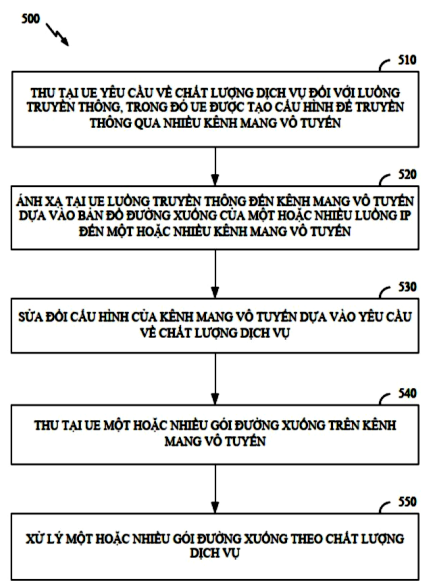 500
510
THU TẠI UE YÊU CẦU VỀ CHẤT LƯỢNG DỊCH VỤ ĐỐI VỚI LUỒNG
TRUYỀN THÔNG, TRONG ĐÓ UE ĐƯỢC TẠO CẤU HÌNH ĐỂ TRUYỀN
THÔNG QUA NHIỀU KÊNH MANG VÔ TUYẾN
520
ÁNH XẠ TẠI UE LUỒNG TRUYỀN THÔNG ĐẾN KÊNH MANG VÔ TUYẾN
DỰA VÀO BẢN ĐỒ ĐƯỜNG XUỐNG CỦA MỘT HOẶC NHIỀU LUỒNG IP
ĐẾN MỘT HOẶC NHIỀU KÊNH MANG VÔ TUYẾN
530
SỬA ĐỔI CẤU HÌNH CỦA KÊNH MANG VÔ TUYẾN DỰA VÀO YÊU CẦU
VỀ CHẤT LƯỢNG DỊCH VỤ
540
THU TẠI UE MỘT HOẶC NHIỀU GÓI ĐƯỜNG XUỐNG TRÊN KÊNH
MANG VÔ TUYẾN
550
XỬ LÝ MỘT HOẶC NHIỀU GÓI ĐƯỜNG XUỐNG THEO CHẤT LƯỢNG
DỊCH VỤ